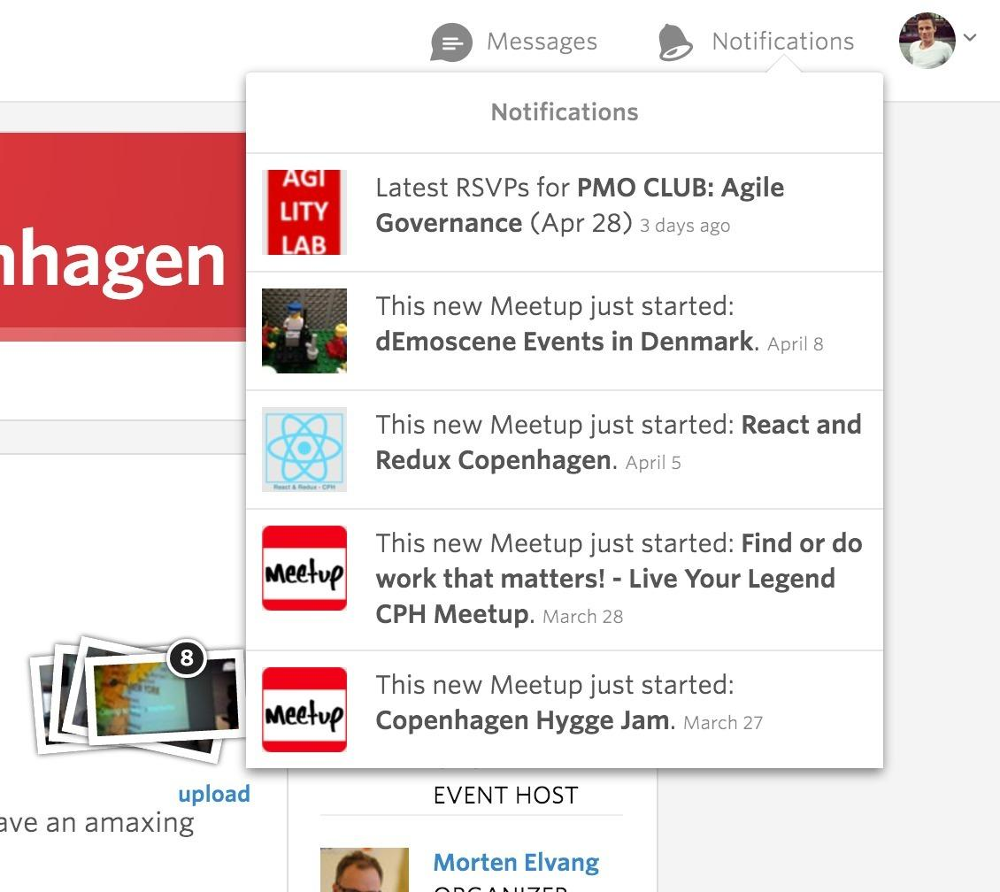 Messages
Notifications
Notifications
AGI
LITY
LAB
Latest RSVPs for PMO CLUB: Agile
Governance (Apr 28) 3 days ago
nhagen
This new Meetup just started:
dEmoscene Events in Denmark. April 8
This new Meetup just started: React and
Redux Copenhagen. April 5
React & Redux - CPH
This new Meetup just started: Find or do
work that matters! - Live Your Legend
CPH Meetup. March 28
Meetup
8
NEW YORK
This new Meetup just started:
Copenhagen Hygge Jam. March 27
Meetup
upload
ave an amaxing
EVENT HOST
Morten Elvang
ORGANIZER